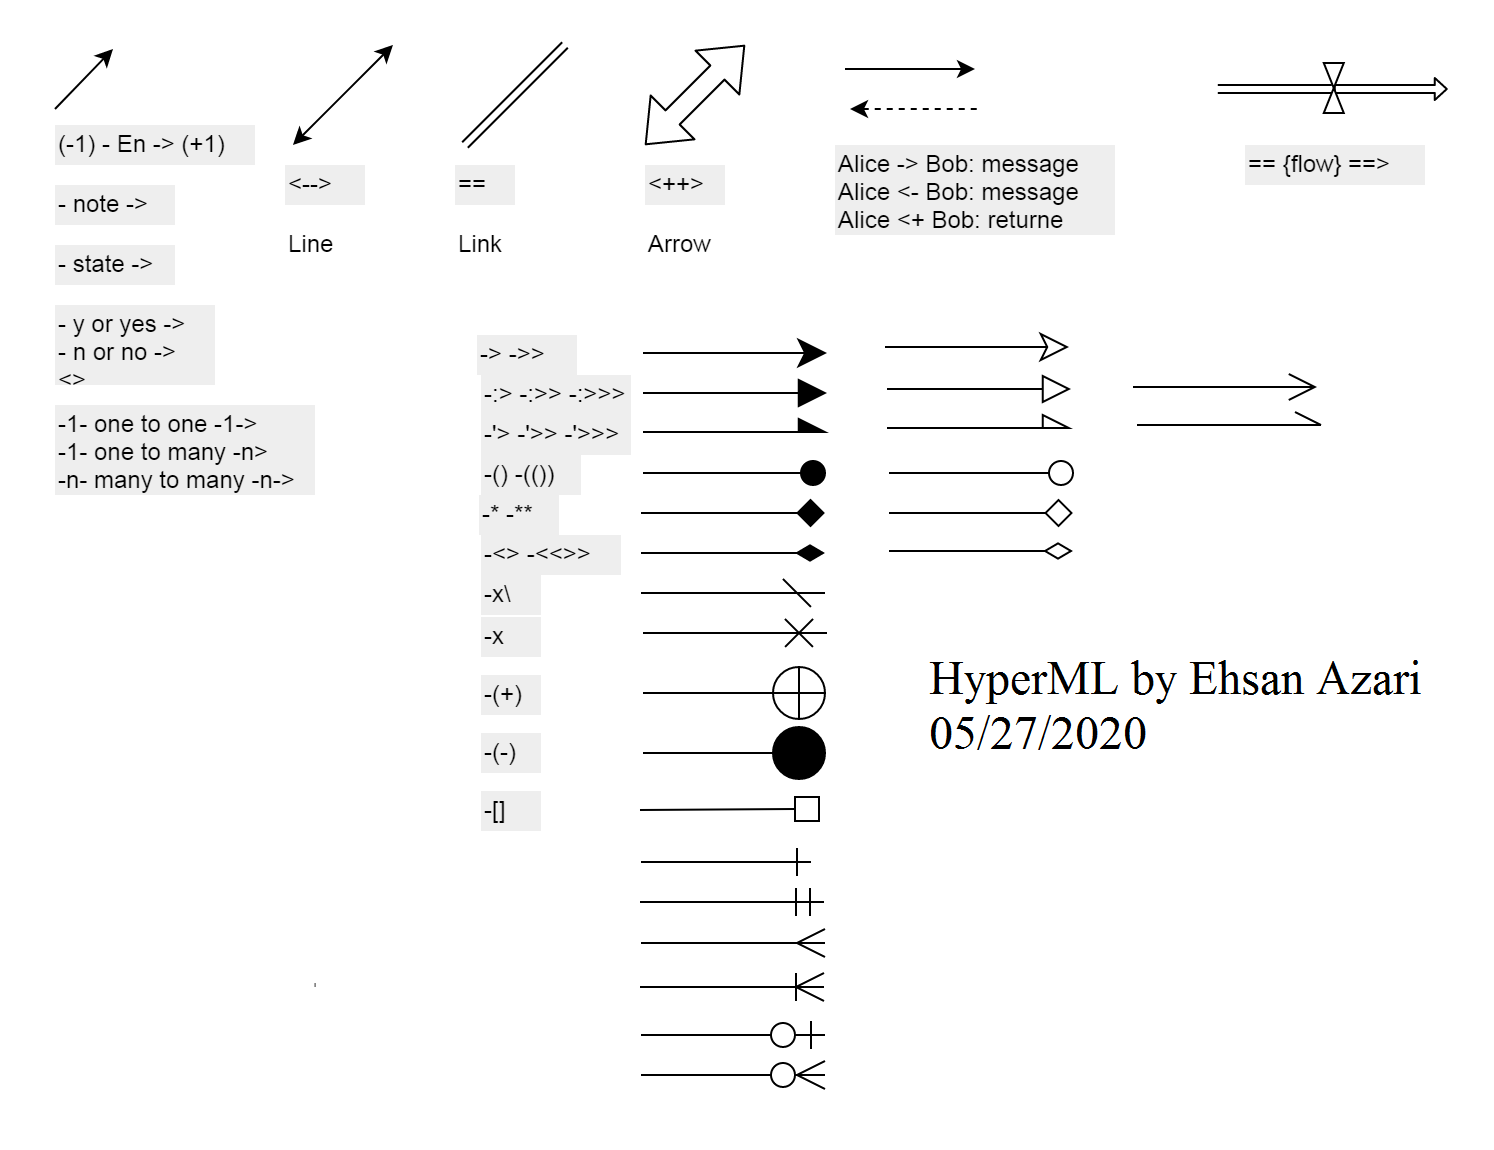 (-1) - En -> (+1)
- note ->
- state ->
- y or yes ->
- n or no ->
<>
-1- one to one -1->
-1- one to many -n>
-n- many to many -n->
<-->
Line
==
Link
<++>
Arrow
Alice -> Bob: message
Alice <- Bob: message
Alice <+ Bob: returne
== {flow} ==>
-> ->>
-:> -:>> -:>>>
-'> -'>> -'>>>
-() -(())
-* -**
-<> -<<>>
-x\
-x
-(+)
-(-)
-[]
HyperML by Ehsan Azari
05/27/2020
'